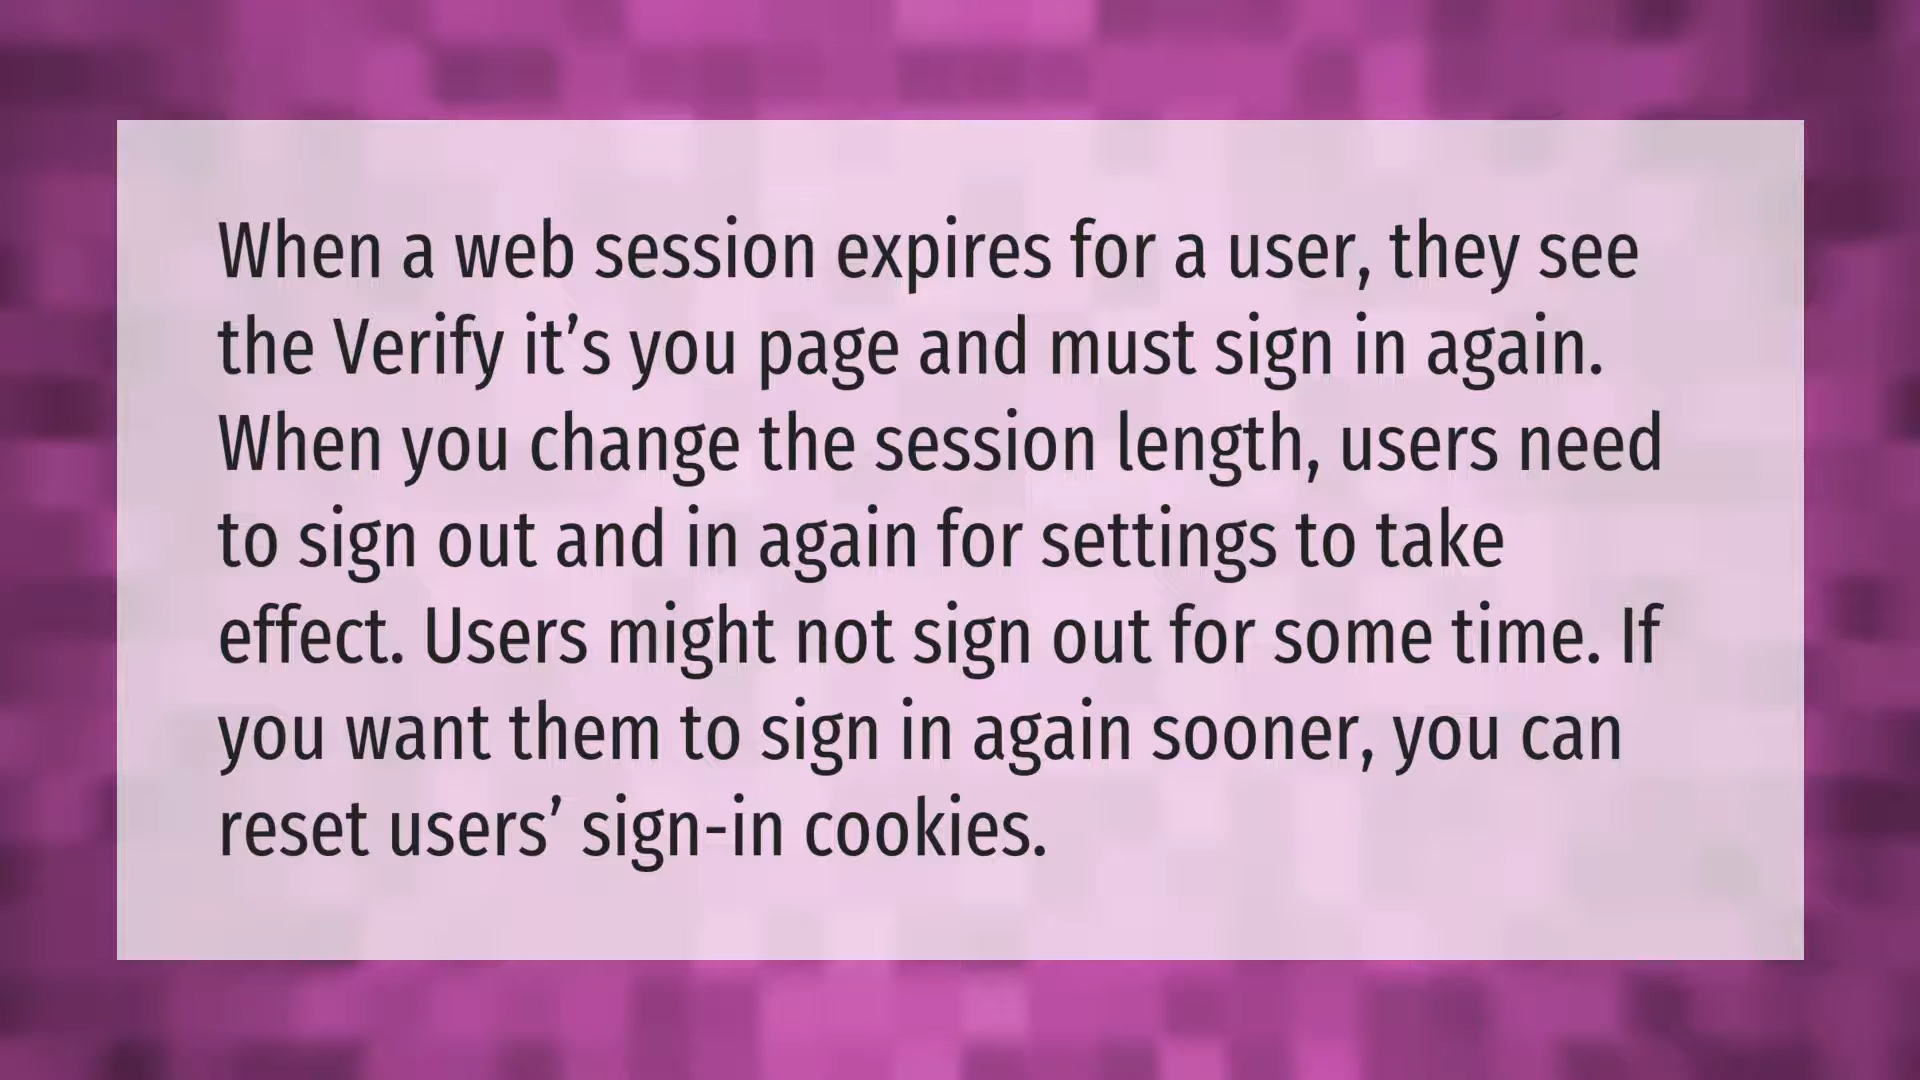 When a web session expires for a user, they see
the Verify it’s you page and must sign in again.
When you change the session length, users need
to sign out and in again for settings to take
effect. Users might not sign out for some time. If
you want them to sign in again sooner, you can
reset users’ sign-in cookies.